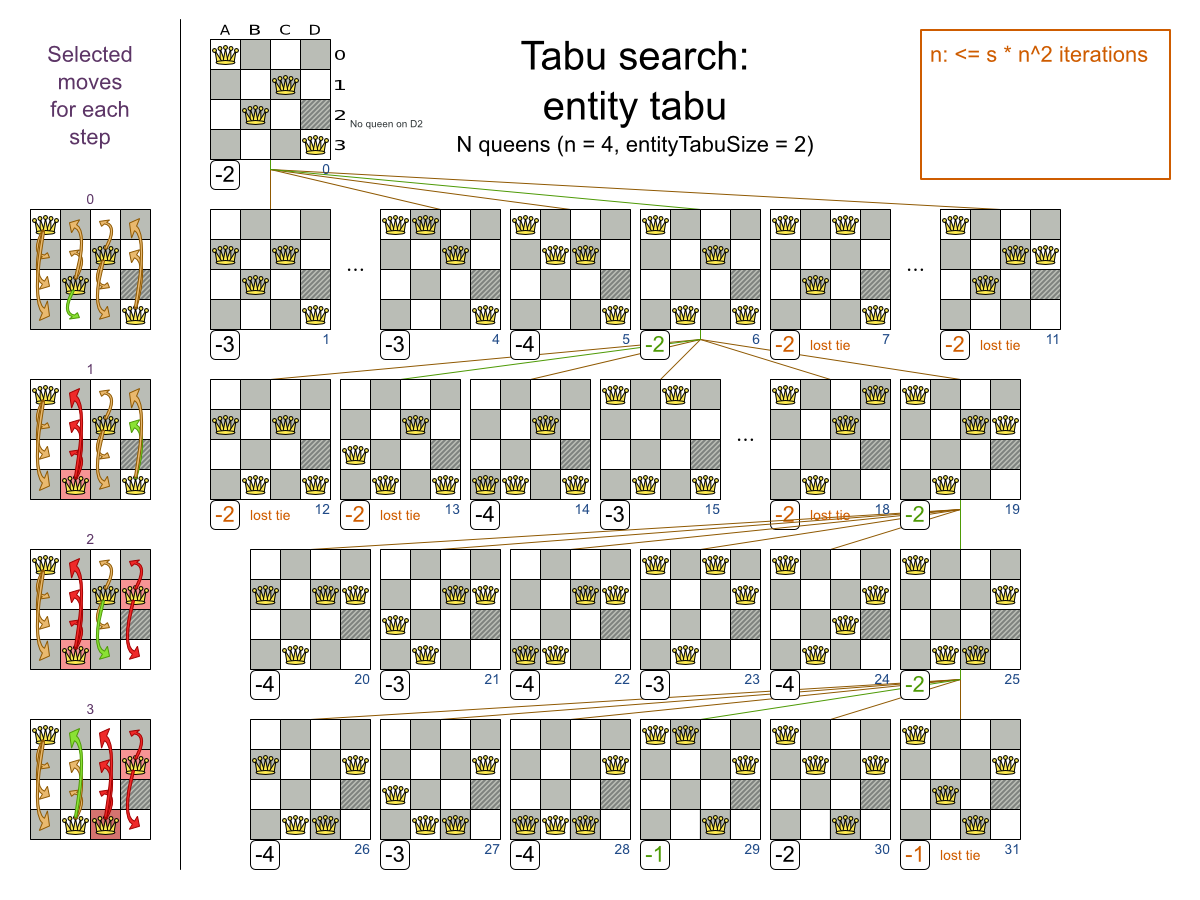 Selected
moves
for each
step
A B C D
0
1
2
3
No queen on D2
-2
0
Tabu search:
entity tabu
N queens (n = 4, entityTabuSize = 2)
n: <= s * n^2 iterations
0
...
...
-3 1
-3 4
-4 5
-2 6
-2 lost tie 7
-2 lost tie 11
1
...
-2 lost tie 12
-2 lost tie 13
-4 14
-3 15
-2 lost tie 18
-2 19
2
-4 20
-3 21
-4 22
-3 23
-4 24
-2 25
3
-4 26
-3 27
-4 28
-1 29
-2 30
-1 lost tie 31